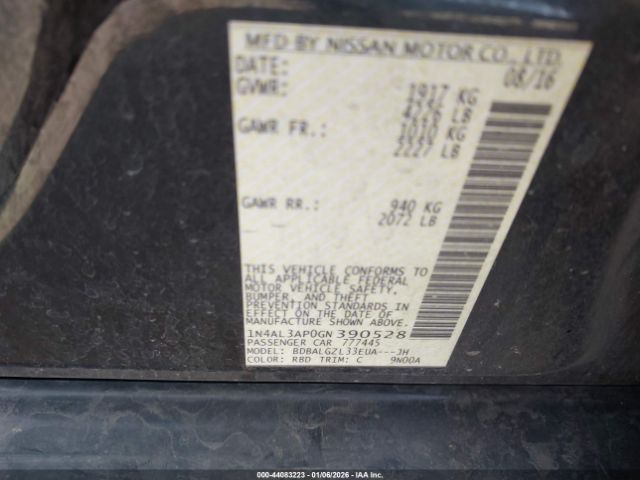 MFD BY NISSAN MOTOR CO., LTD.
DATE: 08/16
GVWR: 1917 KG
4226 LB
GAWR FR.: 1010 KG
2227 LB
GAWR RR.: 940 KG
2072 LB
THIS VEHICLE CONFORMS TO
ALL APPLICABLE FEDERAL
MOTOR VEHICLE SAFETY,
BUMPER, AND THEFT
PREVENTION STANDARDS
IN EFFECT ON THE DATE OF
MANUFACTURE SHOWN ABOVE.
1N4AL3AP0GN390528
PASSENGER CAR 777445
MODEL: BDBALGZL33EUA---JH
COLOR: RBD TRIM: C 9N00A
000-44083223 - 01/06/2026 - IAA Inc.